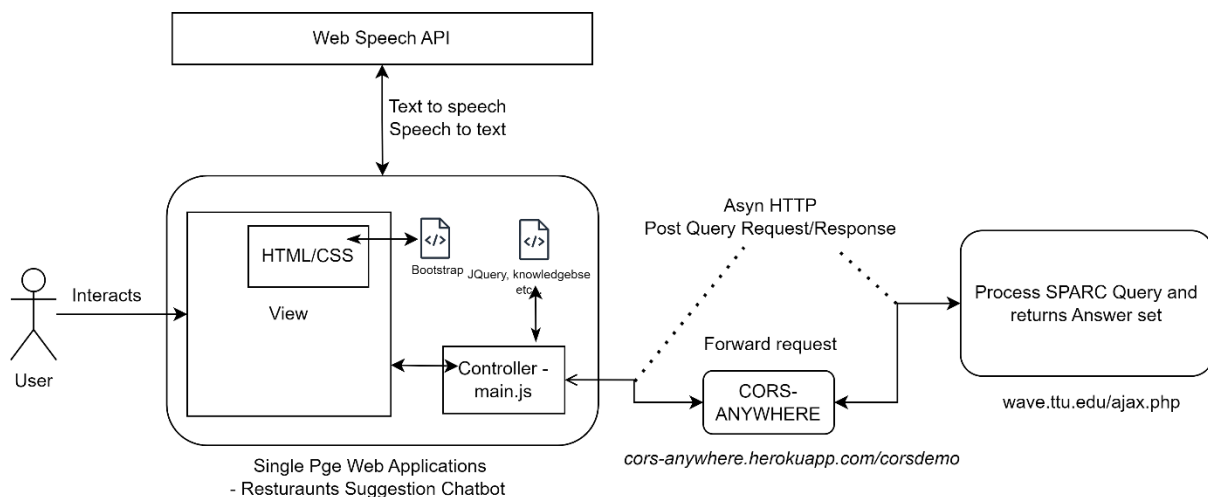 Web Speech API
Text to speech
Speech to text
HTML/CSS
Bootstrap
JQuery, knowledgebse
etc..
View
Interacts
User
Controller -
main.js
Single Pge Web Applications
- Resturaunts Suggestion Chatbot
Asyn HTTP
Post Query Request/Response
Forward request
CORS-
ANYWHERE
cors-anywhere.herokuapp.com/corsdemo
Process SPARC Query and
returns Answer set
wave.ttu.edu/ajax.php